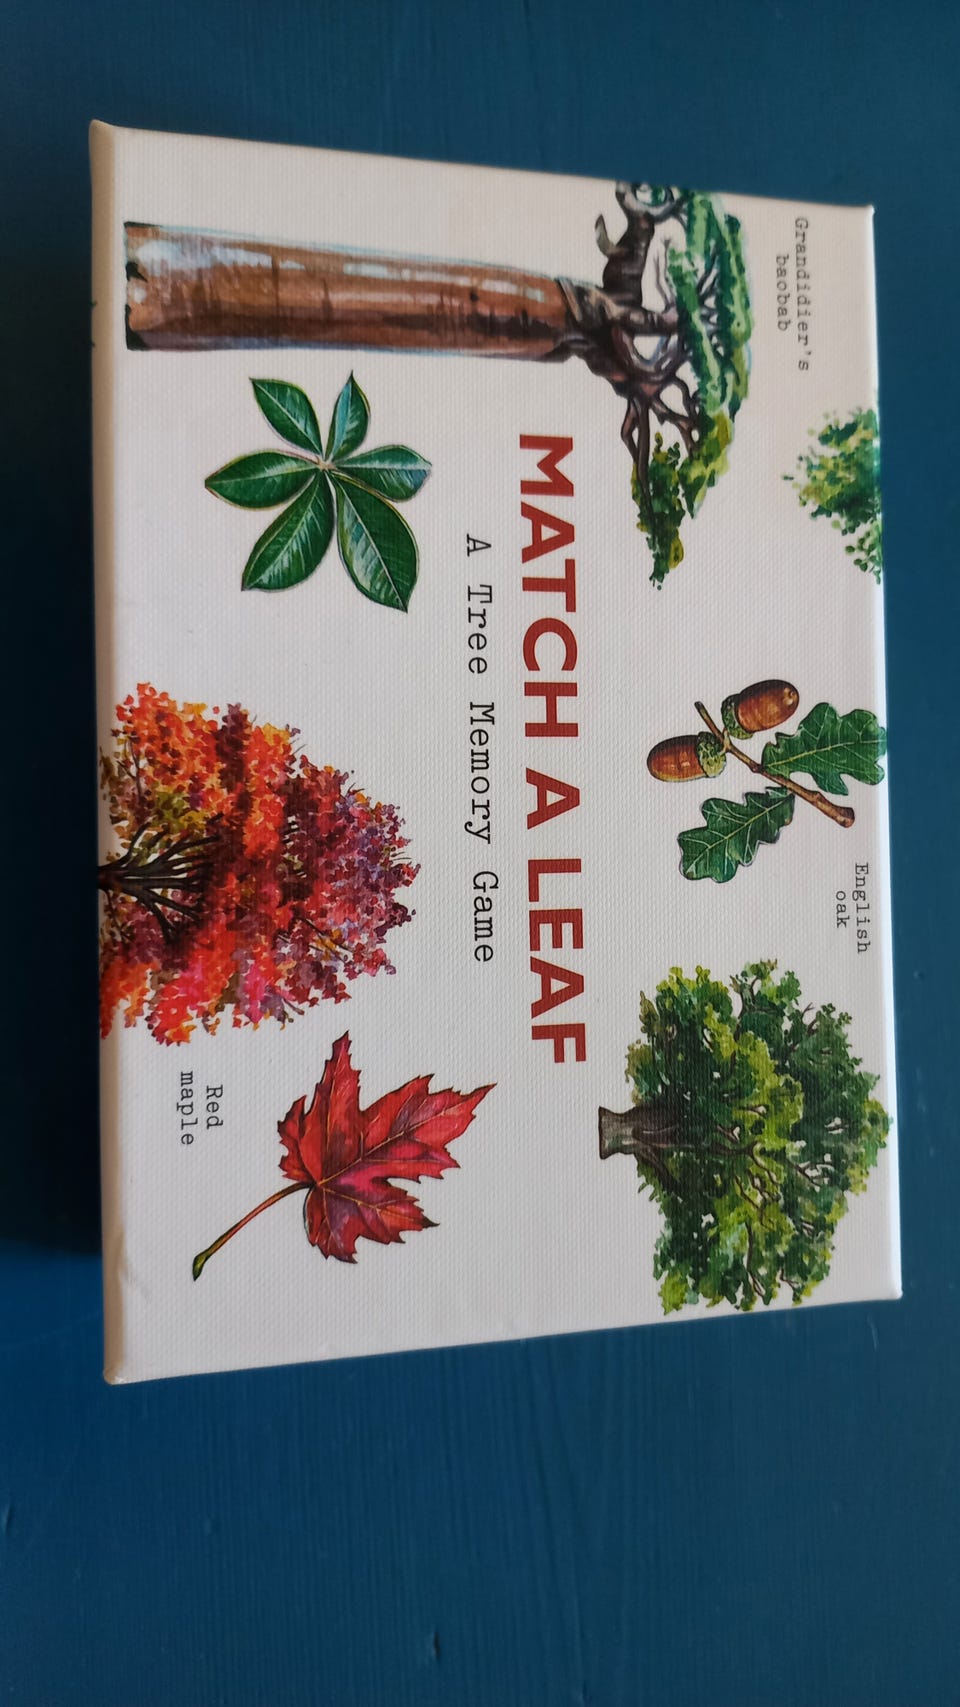 Grandidier's
baobab
English
oak
MATCH A LEAF
A Tree Memory Game
Red
maple